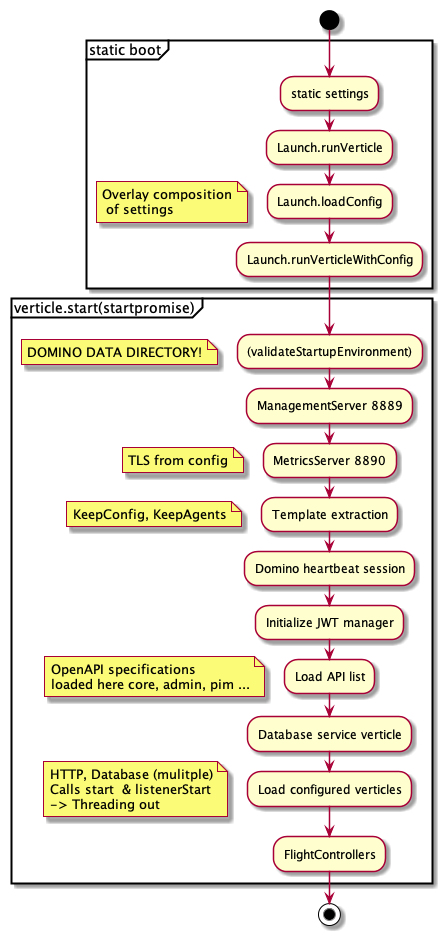 static boot
static settings
Launch.runVerticle
Overlay composition
of settings
Launch.loadConfig
Launch.runVerticleWithConfig
verticle.start(startpromise)
DOMINO DATA DIRECTORY!
(validateStartupEnvironment)
ManagementServer 8889
TLS from config
MetricsServer 8890
KeepConfig, KeepAgents
Template extraction
Domino heartbeat session
Initialize JWT manager
OpenAPI specifications
loaded here core, admin, pim ...
Load API list
Database service verticle
HTTP, Database (mulitple)
Calls start & listenerStart
-> Threading out
Load configured verticles
FlightControllers